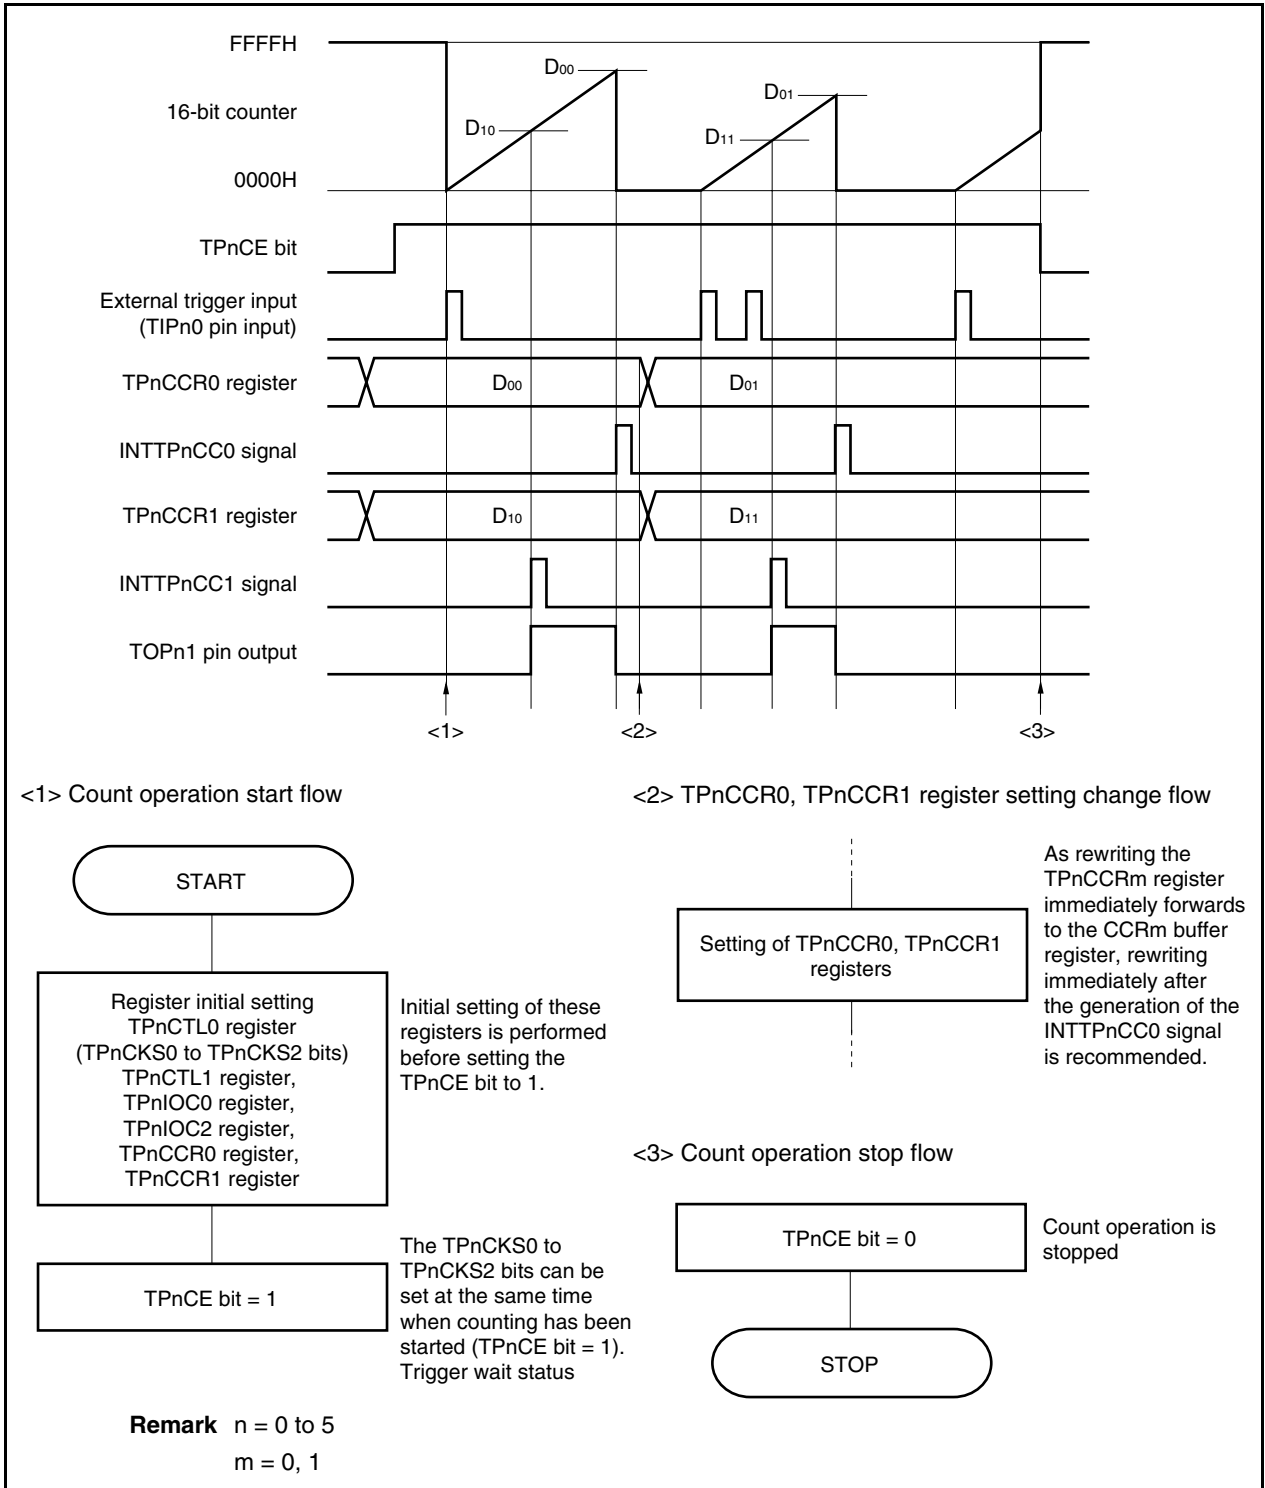 FFFFH
D00
D01
16-bit counter
D10
D11
0000H
TPnCE bit
External trigger input
(TIPn0 pin input)
TPnCCR0 register
D00
D01
INTTPnCC0 signal
TPnCCR1 register
D10
D11
INTTPnCC1 signal
TOPn1 pin output
<1>
<2>
<3>
<1> Count operation start flow
START
Register initial setting
TPnCTL0 register
(TPnCKS0 to TPnCKS2 bits)
TPnCTL1 register,
TPnIOC0 register,
TPnIOC2 register,
TPnCCR0 register,
TPnCCR1 register
Initial setting of these
registers is performed
before setting the
TPnCE bit to 1.
TPnCE bit = 1
The TPnCKS0 to
TPnCKS2 bits can be
set at the same time
when counting has been
started (TPnCE bit = 1).
Trigger wait status
<2> TPnCCR0, TPnCCR1 register setting change flow
Setting of TPnCCR0, TPnCCR1
registers
As rewriting the
TPnCCRm register
immediately forwards
to the CCRm buffer
register, rewriting
immediately after
the generation of the
INTTPnCC0 signal
is recommended.
<3> Count operation stop flow
TPnCE bit = 0
Count operation is
stopped
STOP
Remark n = 0 to 5
m = 0, 1